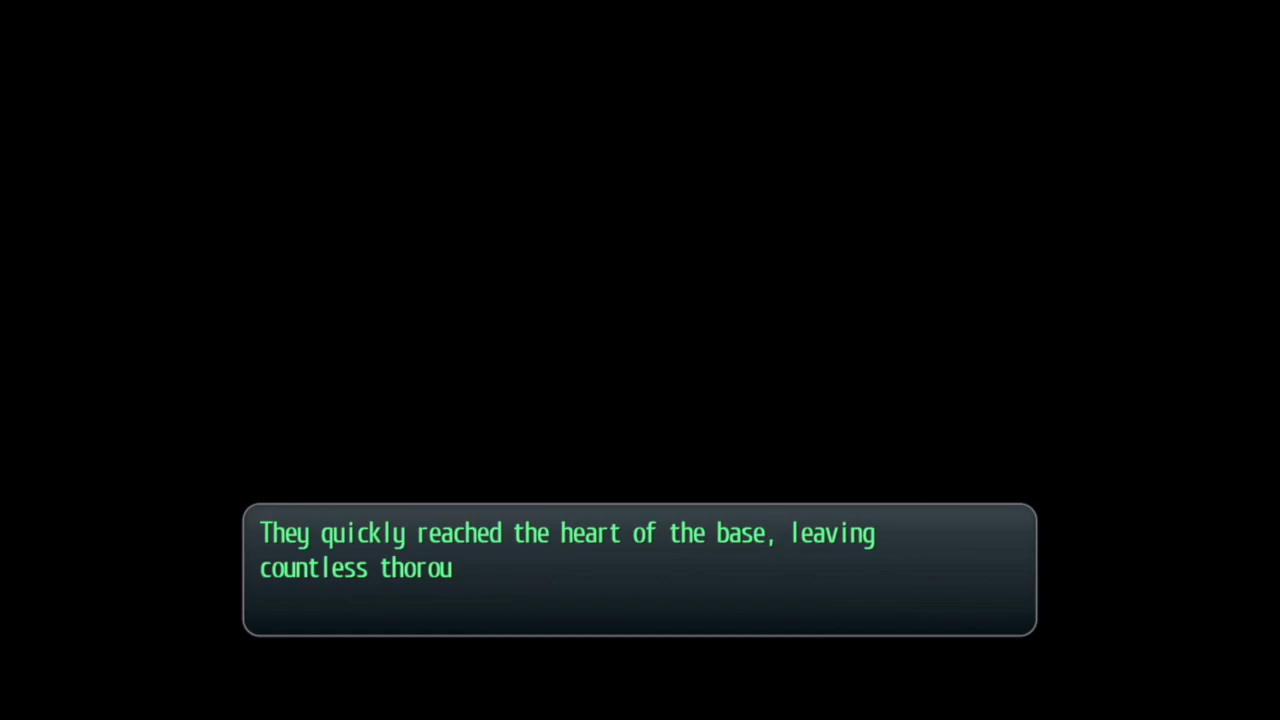 They quickly reached the heart of the base, leaving
countless thorou